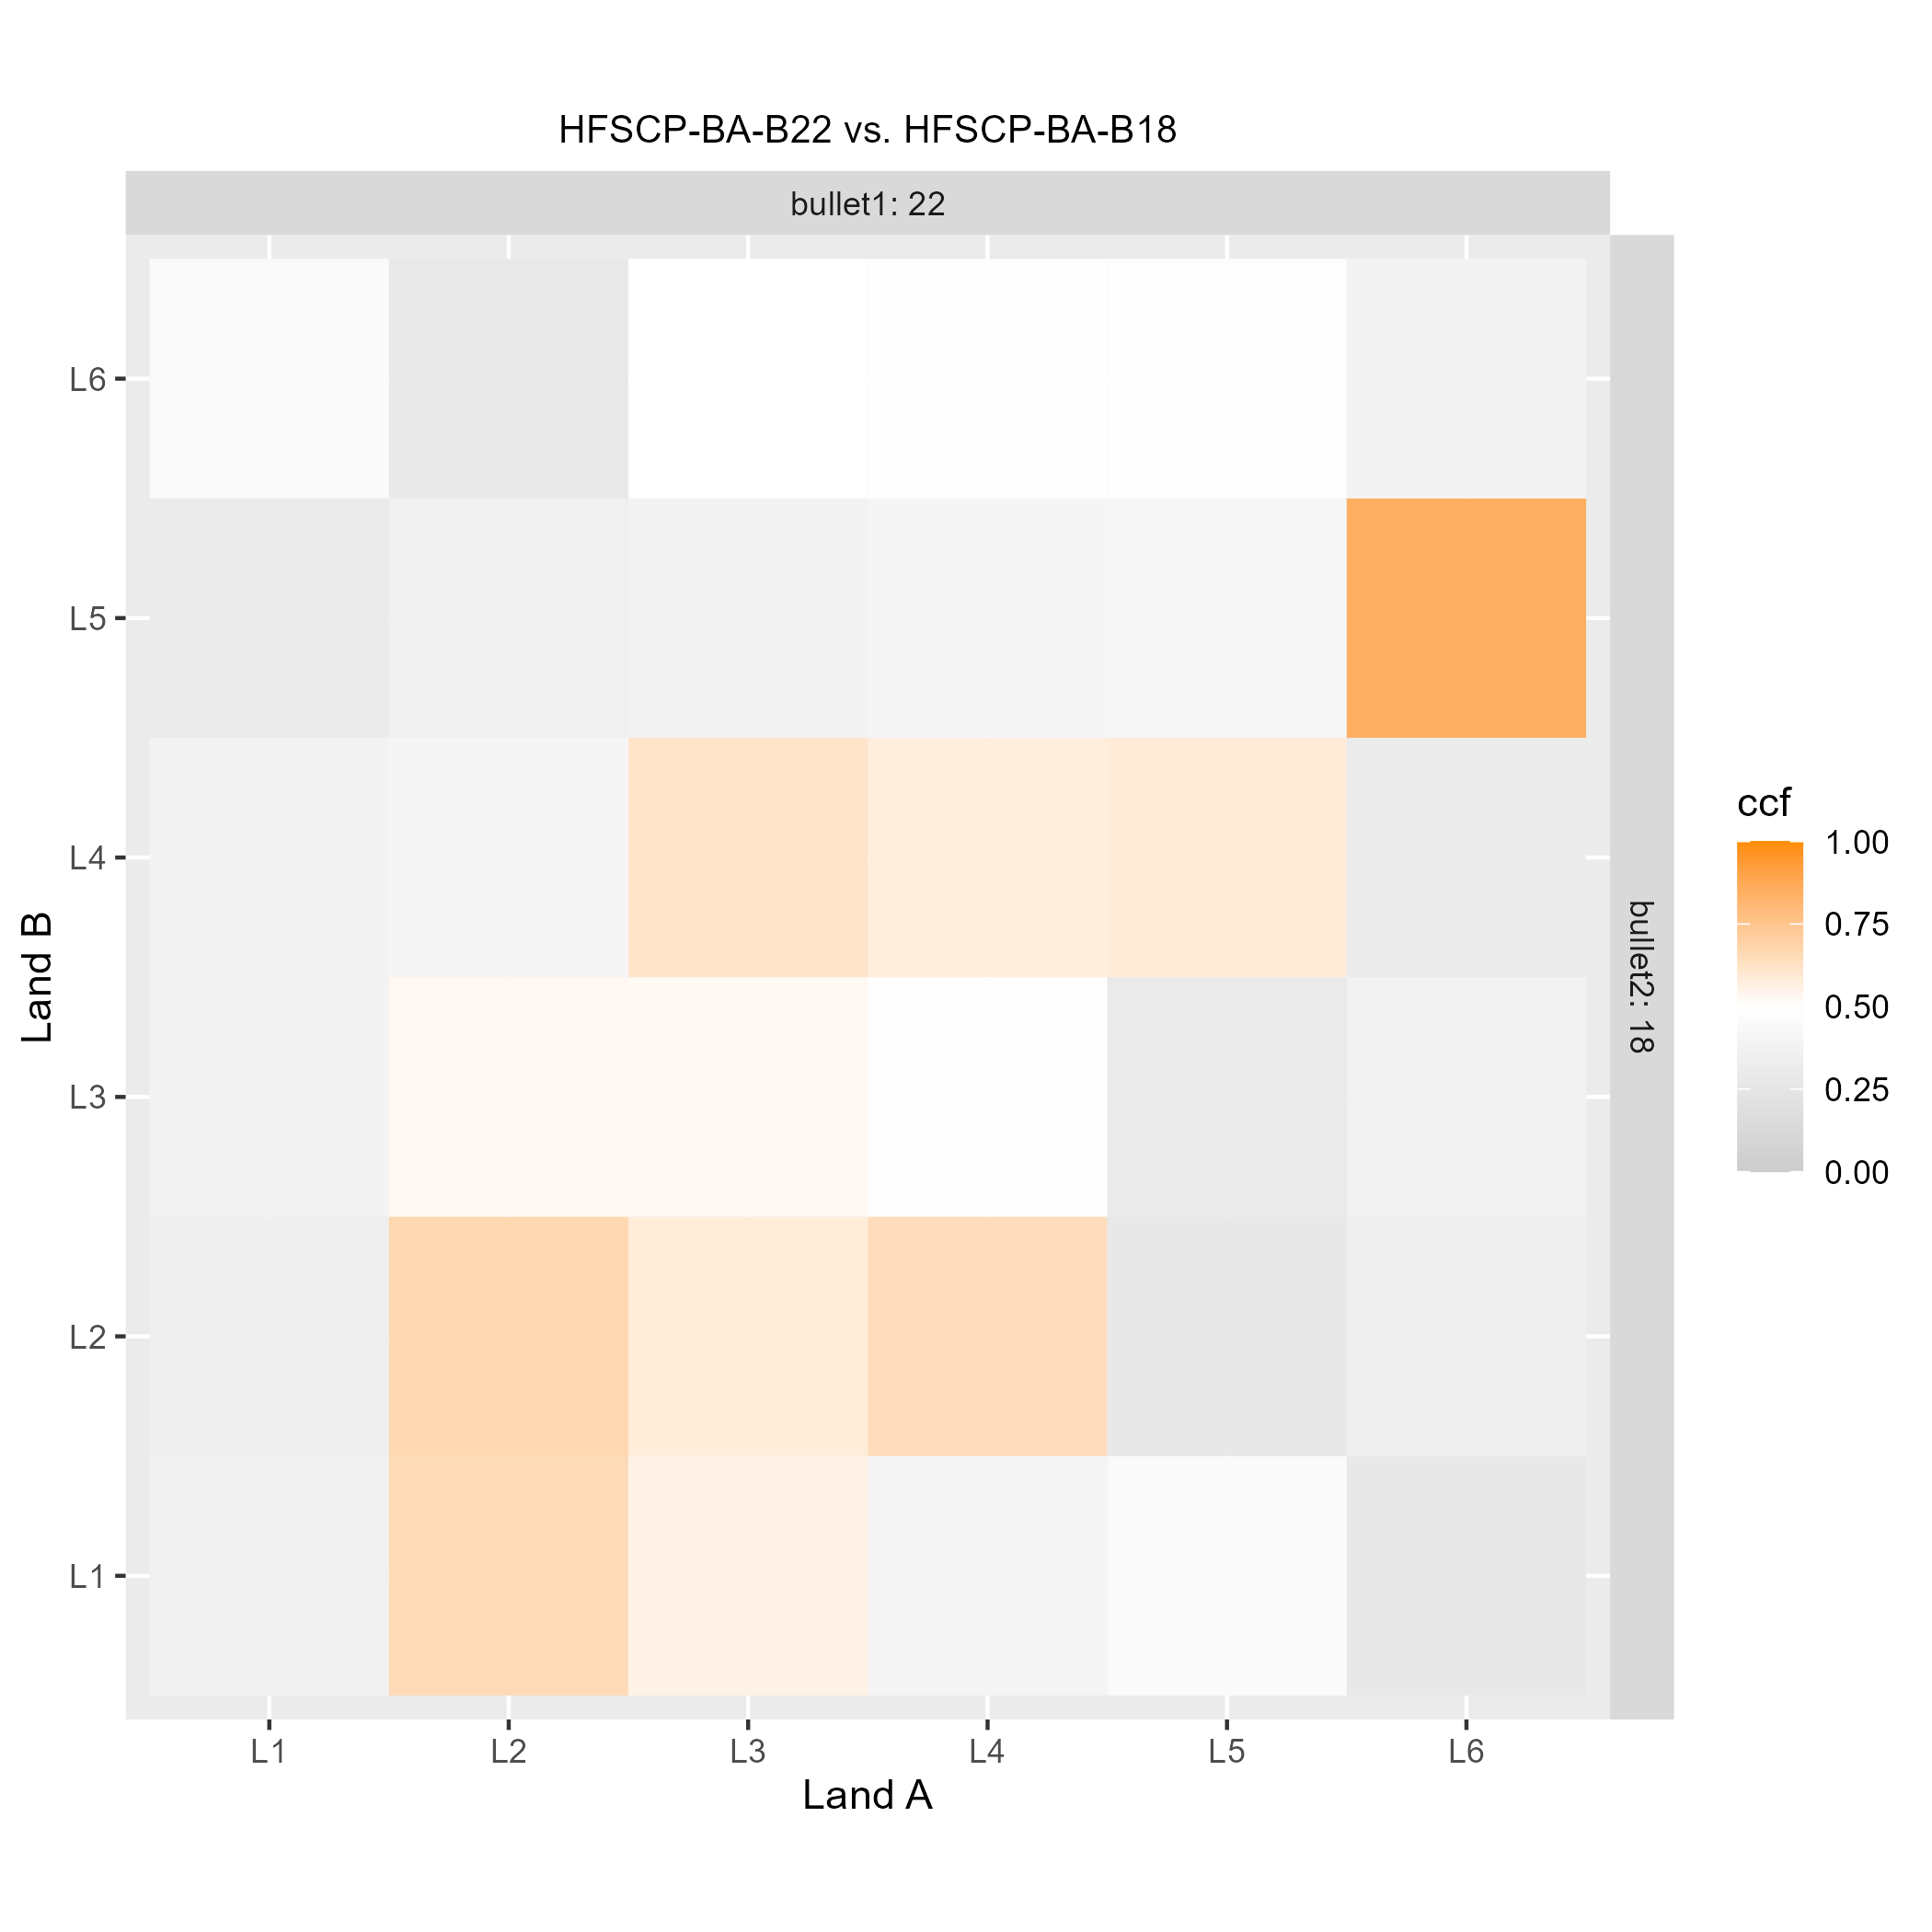 HFSCP-BA-B22 vs. HFSCP-BA-B18
bullet1: 22
L6
L5
L4
L3
L2
L1
Land B
bullet2: 18
L1 L2 L3 L4 L5 L6
Land A
ccf
1.00
0.75
0.50
0.25
0.00